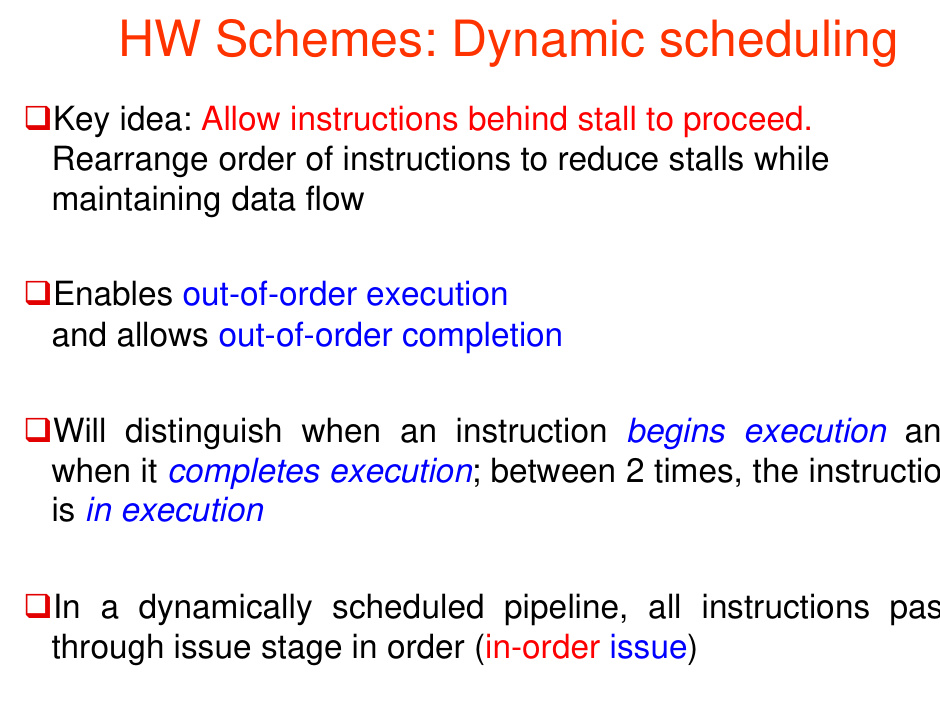 HW Schemes: Dynamic scheduling
❑Key idea: Allow instructions behind stall to proceed.
Rearrange order of instructions to reduce stalls while
maintaining data flow
❑Enables out-of-order execution
and allows out-of-order completion
❑Will distinguish when an instruction begins execution an
when it completes execution; between 2 times, the instructio
is in execution
❑In a dynamically scheduled pipeline, all instructions pas
through issue stage in order (in-order issue)